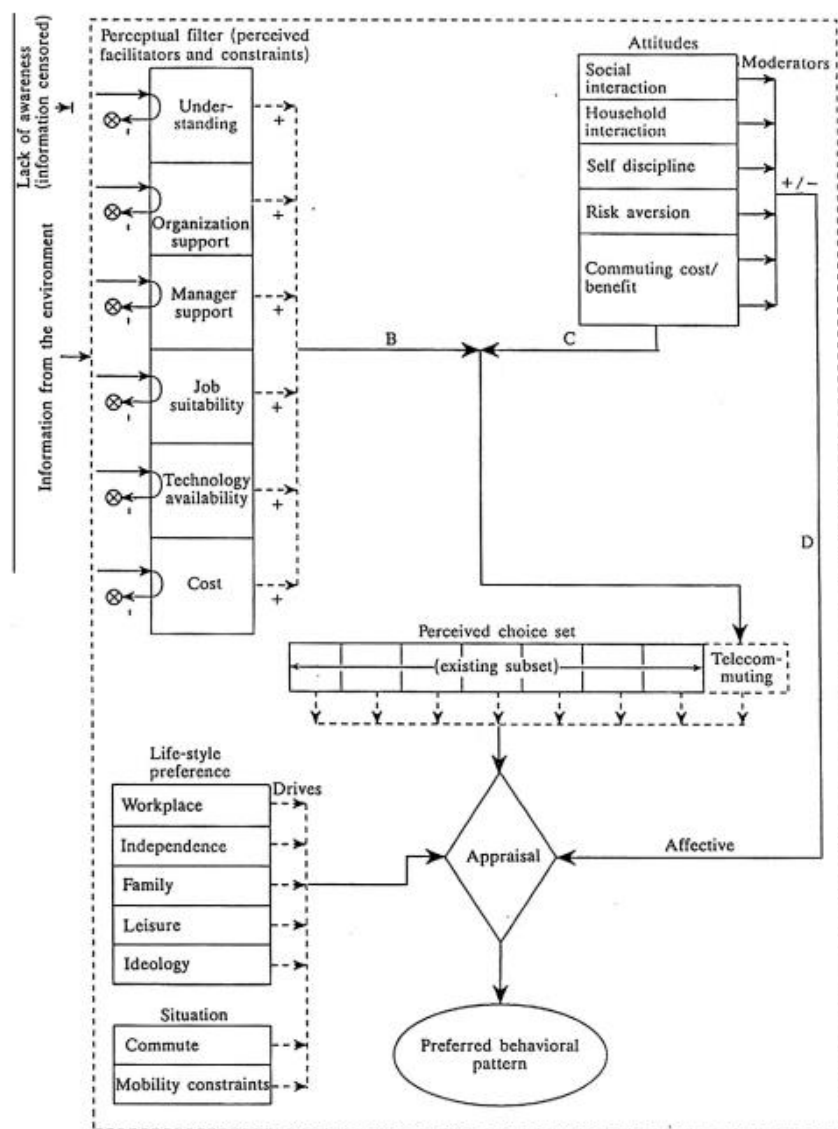 Lack of awareness
(information censored)
Information from the environment
Perceptual filter (perceived
facilitators and constraints)
Under-
standing
Organization
support
Manager
support
Job
suitability
Technology
availability
Cost
-
-
-
-
-
-
+
+
+
+
+
+
B
Attitudes
Moderators
Social
interaction
Household
interaction
Self discipline
Risk aversion
Commuting cost/
benefit
+/-
C
D
Perceived choice set
(existing subset)
Telecom-
muting
Life-style
preference
Drives
Workplace
Independence
Family
Leisure
Ideology
Situation
Commute
Mobility constraints
Appraisal
Affective
Preferred behavioral
pattern